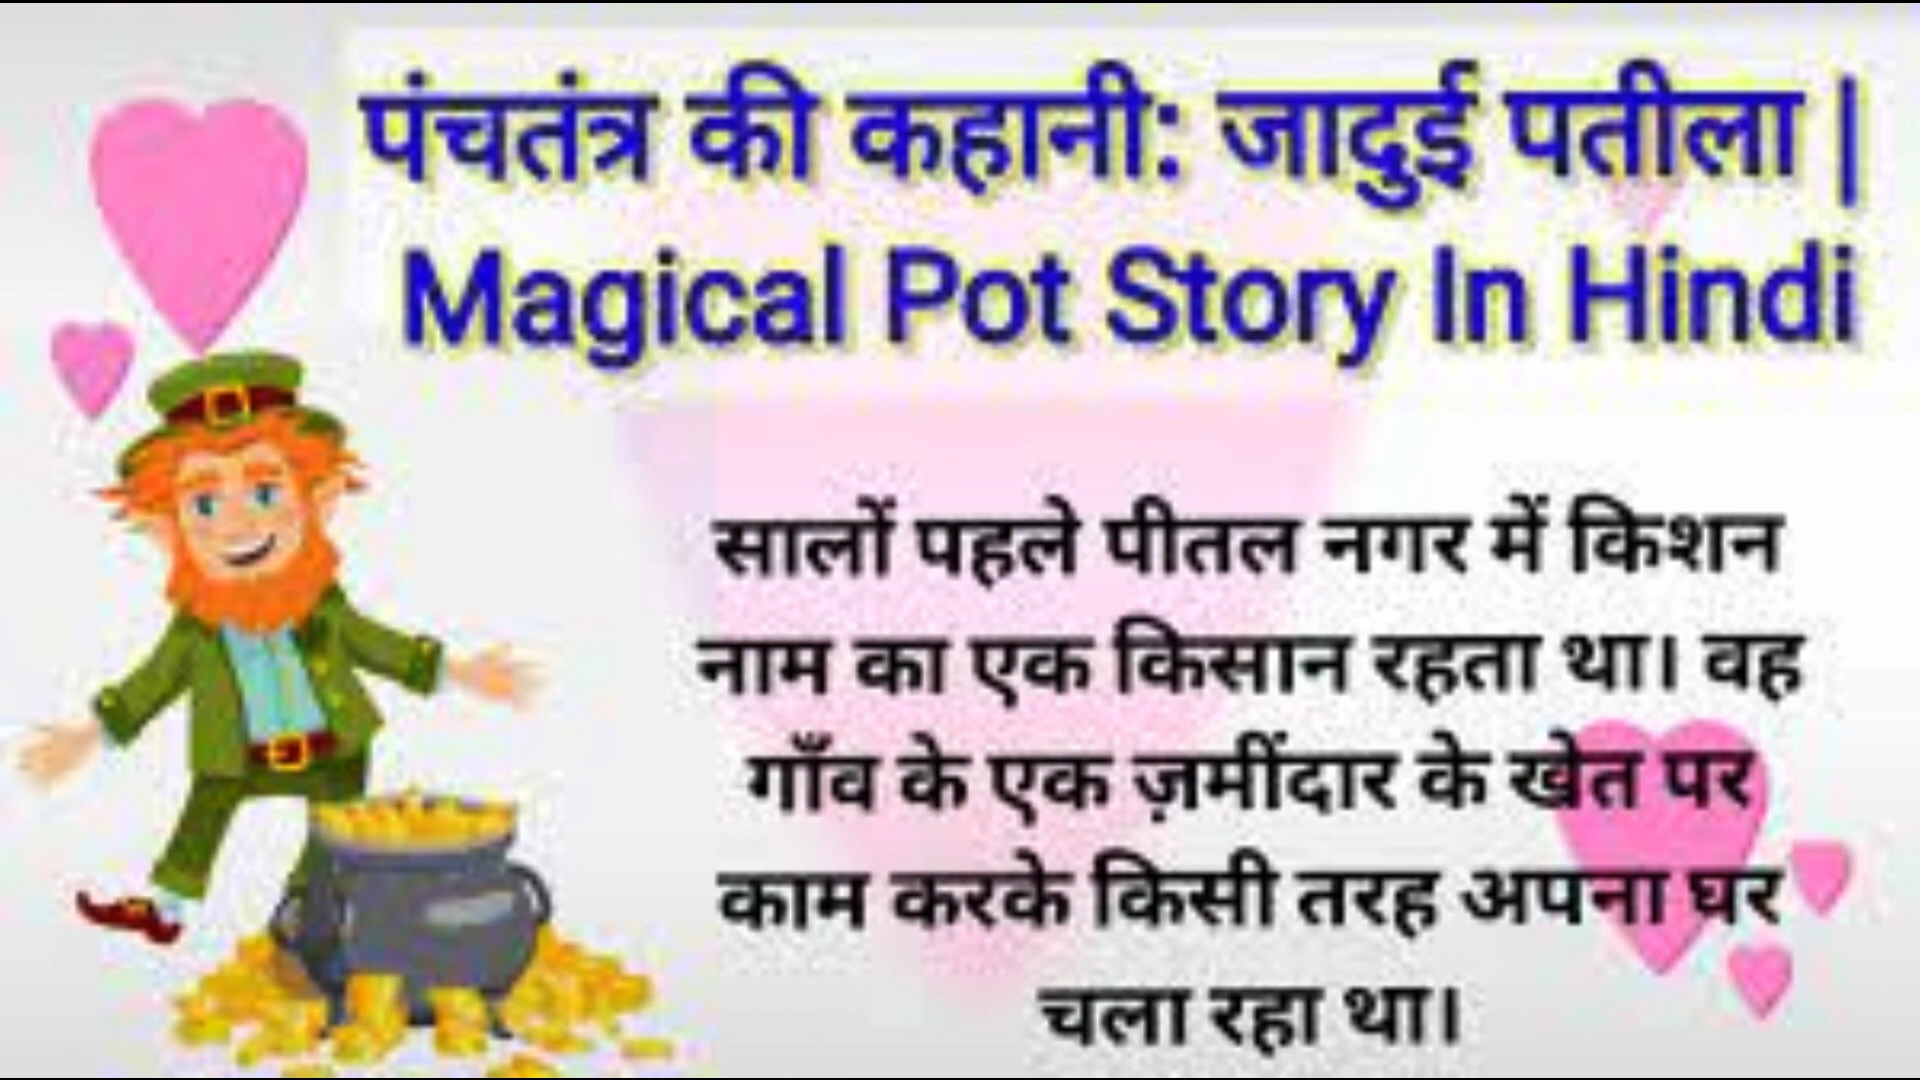 पंचतंत्र की कहानी: जादुई पतीला |
Magical Pot Story In Hindi
सालों पहले पीतल नगर में किशन
नाम का एक किसान रहता था। वह
गाँव के एक ज़मींदार के खेत पर
काम करके किसी तरह अपना घर
चला रहा था।